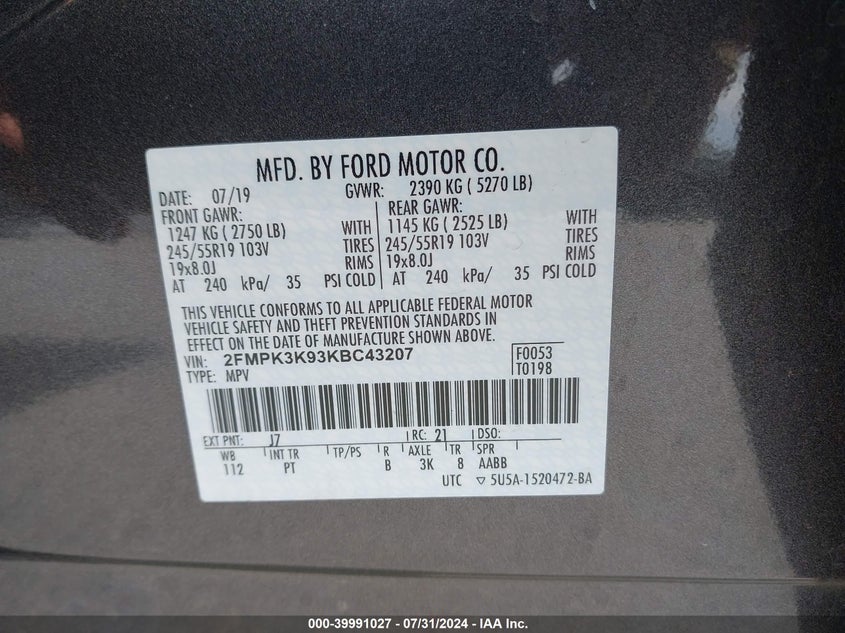 MFD. BY FORD MOTOR CO.
DATE: 07/19 GVWR: 2390 KG ( 5270 LB)
FRONT GAWR: REAR GAWR:
1247 KG ( 2750 LB) WITH 1145 KG ( 2525 LB) WITH
245/55R19 103V TIRES 245/55R19 103V TIRES
19x8.0J RIMS 19x8.0J RIMS
AT 240 kPa/ 35 PSI COLD AT 240 kPa/ 35 PSI COLD
THIS VEHICLE CONFORMS TO ALL APPLICABLE FEDERAL MOTOR
VEHICLE SAFETY AND THEFT PREVENTION STANDARDS IN
EFFECT ON THE DATE OF MANUFACTURE SHOWN ABOVE.
VIN: 2FMPK3K93KBC43207 F0053
TYPE: MPV T0198
EXT PNT: J7 RC: 21 DSO:
WB INT TR TP/PS R AXLE TR SPR
112 PT B 3K 8 AABB
UTC ▽ 5U5A-1520472-BA
000-39991027 - 07/31/2024 - IAA Inc.